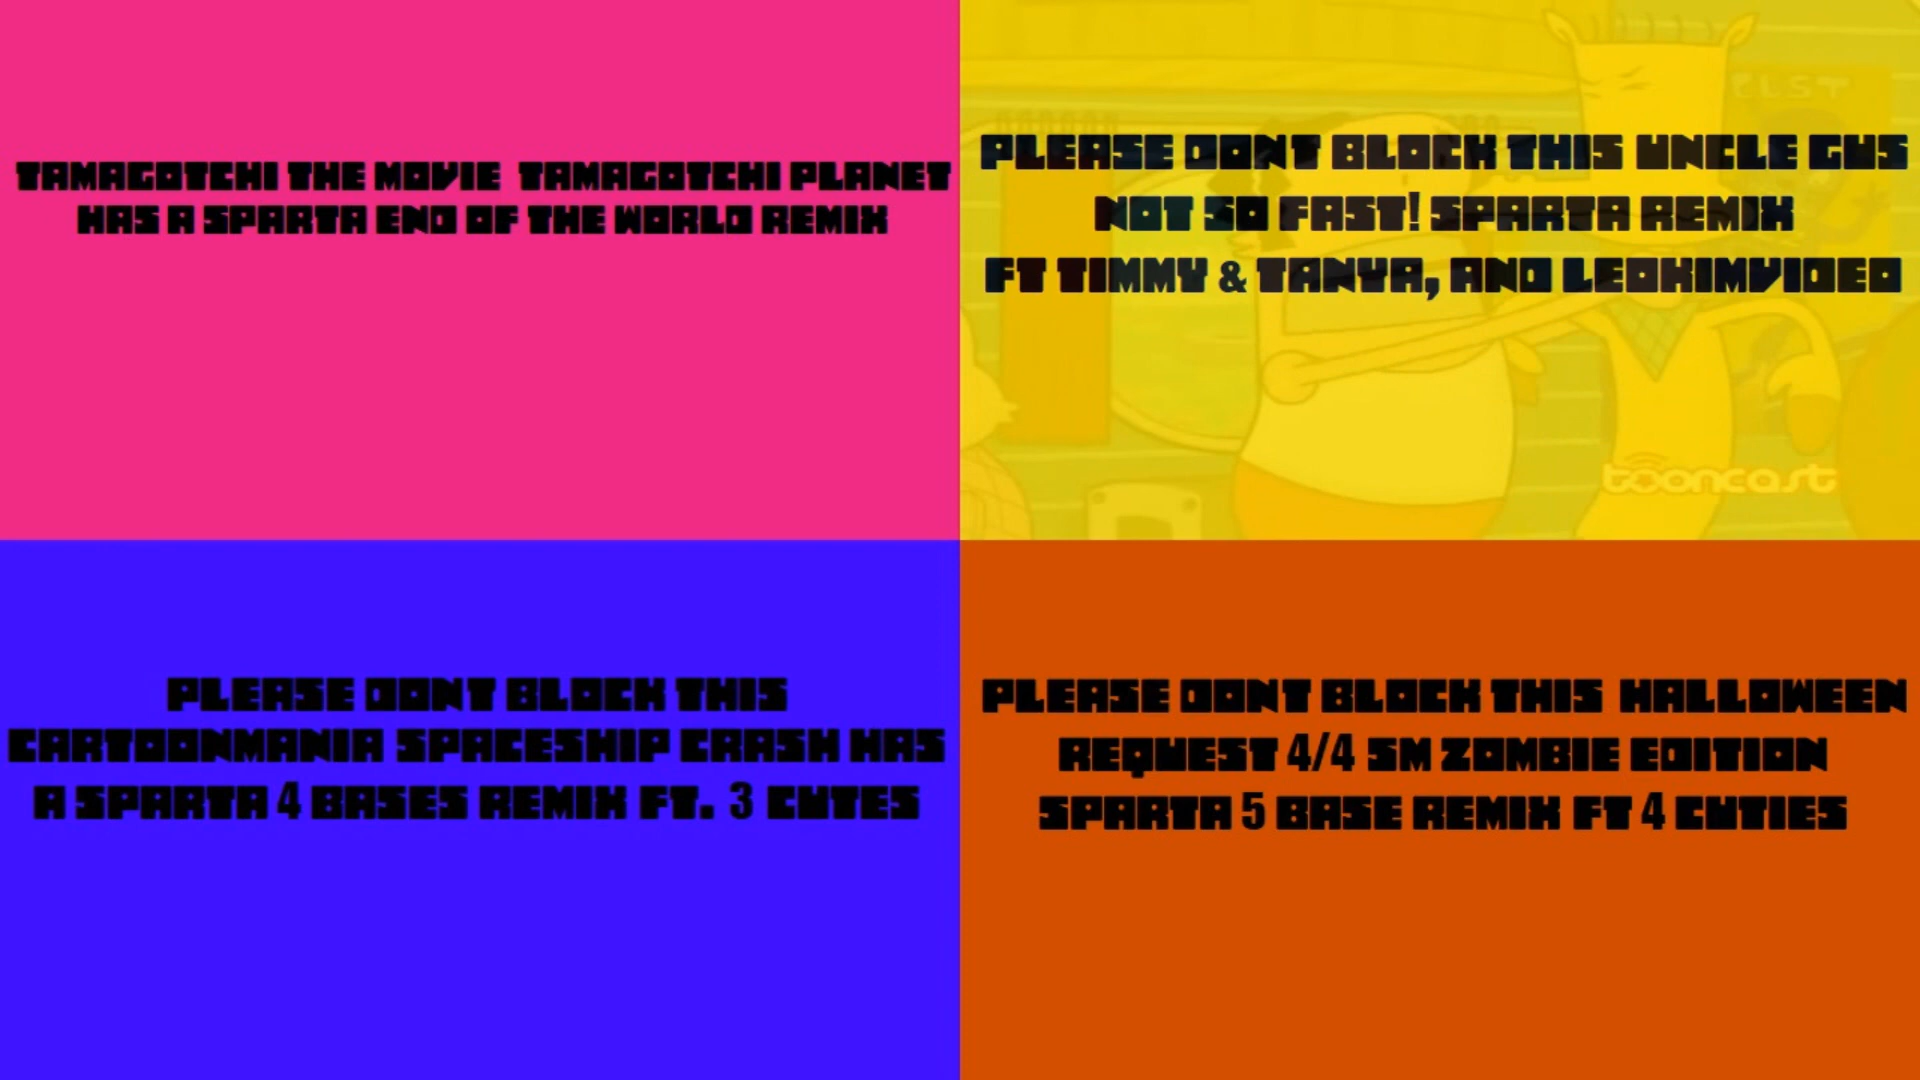 TAMAGOTCHI THE MOVIE TAMAGOTCHI PLANET
HAS A SPARTA END OF THE WORLD REMIX
PLEASE DONT BLOCK THIS UNCLE GUS
NOT SO FAST! SPARTA REMIX
FT TIMMY & TANYA, AND LEOKIMVIDEO
CLST
tooncast
PLEASE DONT BLOCK THIS
CARTOONMANIA SPACESHIP CRASH HAS
A SPARTA 4 BASES REMIX FT. 3 CUTES
PLEASE DONT BLOCK THIS HALLOWEEN
REQUEST 4/4 SM ZOMBIE EDITION
SPARTA 5 BASE REMIX FT 4 CUTIES